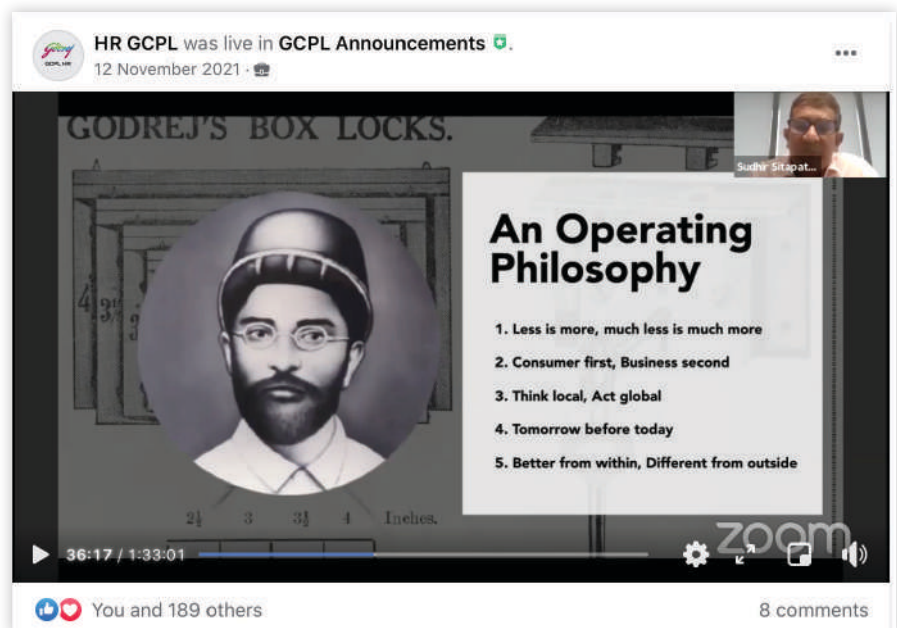 Godrej
GCPL HR
HR GCPL was live in GCPL Announcements
12 November 2021 ·
GODREJ'S BOX LOCKS.
Sudhir Sitapat...
An Operating
Philosophy
1. Less is more, much less is much more
2. Consumer first, Business second
3. Think local, Act global
4. Tomorrow before today
5. Better from within, Different from outside
2½ 3 3½ 4 Inches.
zoom
36:17 / 1:33:01
You and 189 others
8 comments